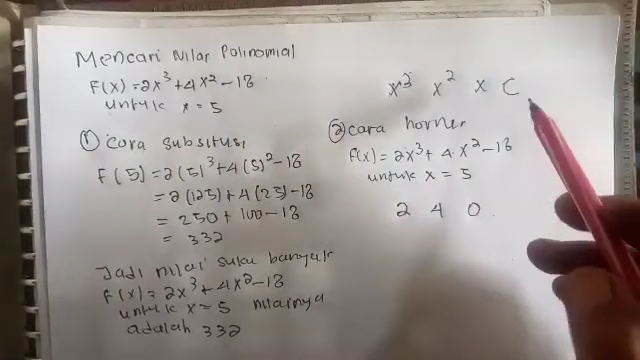 Mencari Nilai Polinomial
F(x) = 2x³ + 4x² - 18
untuk x = 5
① cara subsitusi
F(5) = 2(5)³ + 4(5)² - 18
= 2(125) + 4(25) - 18
= 250 + 100 - 18
= 332
Jadi nilai suku banyak
F(x) = 2x³ + 4x² - 18
untuk x = 5 nilainya
adalah 332
x³ x² x C
② cara horner
F(x) = 2x³ + 4x² - 18
untuk x = 5
2 4 0